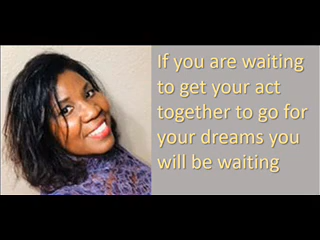 If you are waiting
to get your act
together to go for
your dreams you
will be waiting